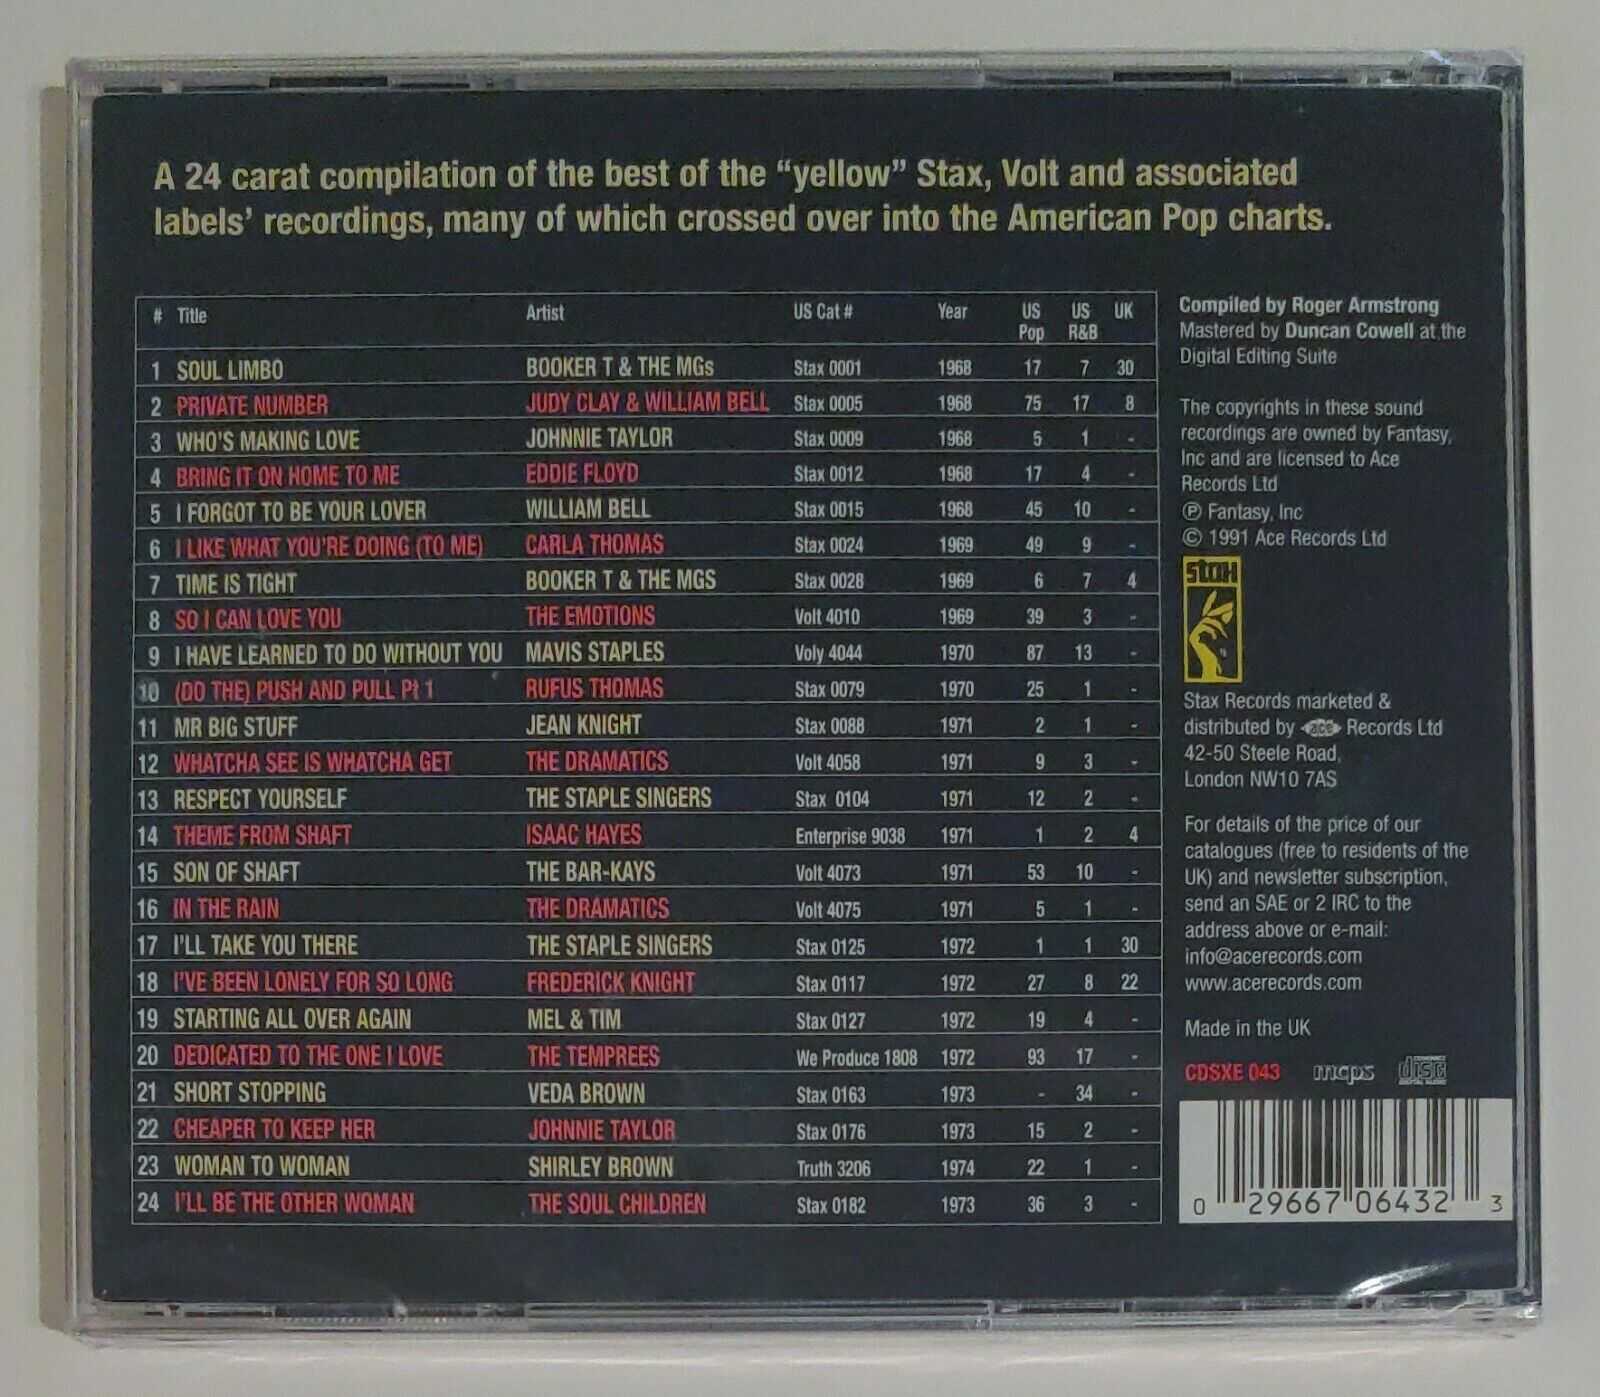 A 24 carat compilation of the best of the “yellow” Stax, Volt and associated
labels’ recordings, many of which crossed over into the American Pop charts.
# Title Artist US Cat # Year US Pop US R&B UK
1 SOUL LIMBO BOOKER T & THE MGs Stax 0001 1968 17 7 30
2 PRIVATE NUMBER JUDY CLAY & WILLIAM BELL Stax 0005 1968 75 17 8
3 WHO'S MAKING LOVE JOHNNIE TAYLOR Stax 0009 1968 5 1 -
4 BRING IT ON HOME TO ME EDDIE FLOYD Stax 0012 1968 17 4 -
5 I FORGOT TO BE YOUR LOVER WILLIAM BELL Stax 0015 1968 45 10 -
6 I LIKE WHAT YOU'RE DOING (TO ME) CARLA THOMAS Stax 0024 1969 49 9 -
7 TIME IS TIGHT BOOKER T & THE MGS Stax 0028 1969 6 7 4
8 SO I CAN LOVE YOU THE EMOTIONS Volt 4010 1969 39 3 -
9 I HAVE LEARNED TO DO WITHOUT YOU MAVIS STAPLES Voly 4044 1970 87 13 -
10 (DO THE) PUSH AND PULL Pt 1 RUFUS THOMAS Stax 0079 1970 25 1 -
11 MR BIG STUFF JEAN KNIGHT Stax 0088 1971 2 1 -
12 WHATCHA SEE IS WHATCHA GET THE DRAMATICS Volt 4058 1971 9 3 -
13 RESPECT YOURSELF THE STAPLE SINGERS Stax 0104 1971 12 2 -
14 THEME FROM SHAFT ISAAC HAYES Enterprise 9038 1971 1 2 4
15 SON OF SHAFT THE BAR-KAYS Volt 4073 1971 53 10 -
16 IN THE RAIN THE DRAMATICS Volt 4075 1971 5 1 -
17 I'LL TAKE YOU THERE THE STAPLE SINGERS Stax 0125 1972 1 1 30
18 I'VE BEEN LONELY FOR SO LONG FREDERICK KNIGHT Stax 0117 1972 27 8 22
19 STARTING ALL OVER AGAIN MEL & TIM Stax 0127 1972 19 4 -
20 DEDICATED TO THE ONE I LOVE THE TEMPREES We Produce 1808 1972 93 17 -
21 SHORT STOPPING VEDA BROWN Stax 0163 1973 - 34 -
22 CHEAPER TO KEEP HER JOHNNIE TAYLOR Stax 0176 1973 15 2 -
23 WOMAN TO WOMAN SHIRLEY BROWN Truth 3206 1974 22 1 -
24 I'LL BE THE OTHER WOMAN THE SOUL CHILDREN Stax 0182 1973 36 3 -
Compiled by Roger Armstrong
Mastered by Duncan Cowell at the
Digital Editing Suite
The copyrights in these sound
recordings are owned by Fantasy,
Inc and are licensed to Ace
Records Ltd
℗ Fantasy, Inc
© 1991 Ace Records Ltd
stax
Stax Records marketed &
distributed by ace Records Ltd
42-50 Steele Road,
London NW10 7AS
For details of the price of our
catalogues (free to residents of the
UK) and newsletter subscription,
send an SAE or 2 IRC to the
address above or e-mail:
info@acerecords.com
www.acerecords.com
Made in the UK
CDSXE 043 mcps COMPACT disc DIGITAL AUDIO
0 29667 06432 3